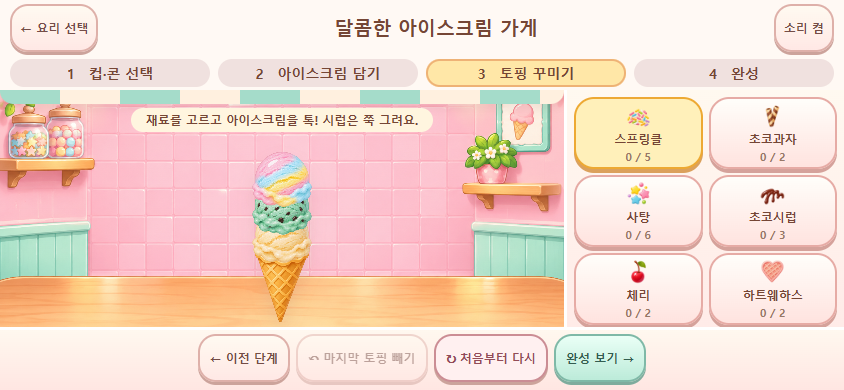 ← 요리 선택
달콤한 아이스크림 가게
소리 켬
1 컵·콘 선택
2 아이스크림 담기
3 토핑 꾸미기
4 완성
재료를 고르고 아이스크림을 톡! 시럽은 쭉 그려요.
스프링클
0 / 5
초코과자
0 / 2
사탕
0 / 6
초코시럽
0 / 3
체리
0 / 2
하트웨하스
0 / 2
← 이전 단계
↶ 마지막 토핑 빼기
↻ 처음부터 다시
완성 보기 →